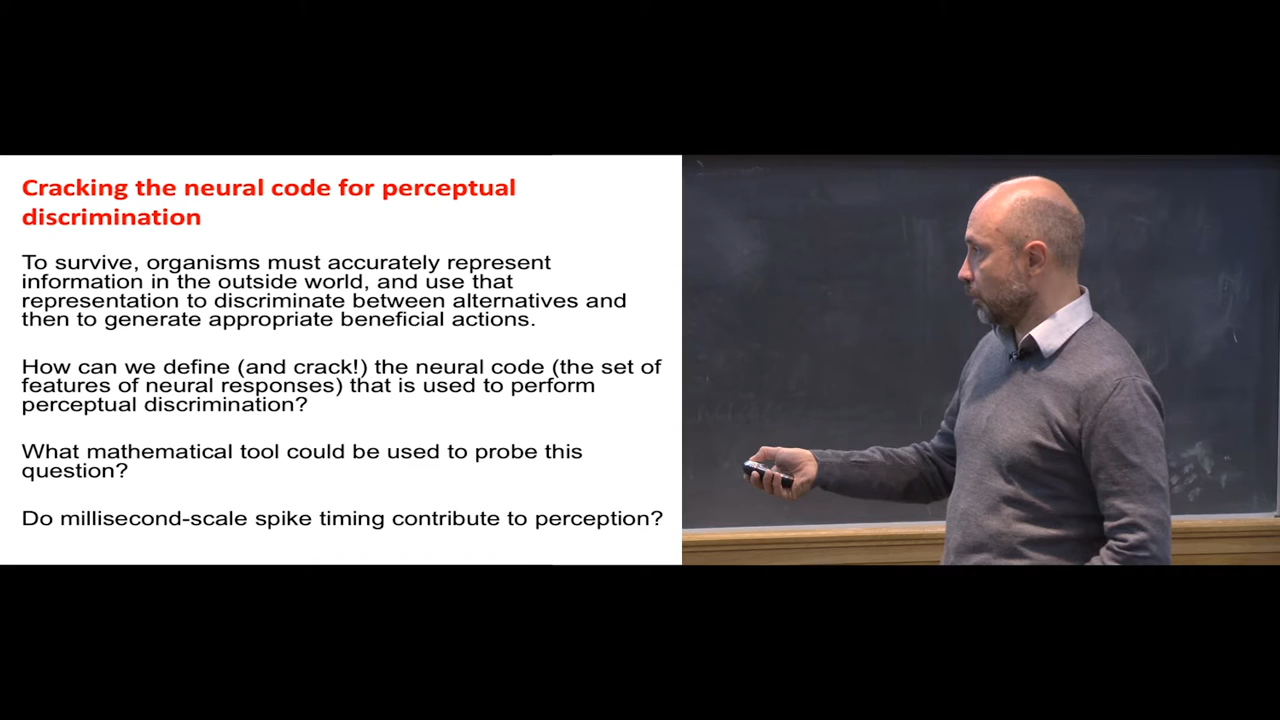 Cracking the neural code for perceptual
discrimination
To survive, organisms must accurately represent
information in the outside world, and use that
representation to discriminate between alternatives and
then to generate appropriate beneficial actions.
How can we define (and crack!) the neural code (the set of
features of neural responses) that is used to perform
perceptual discrimination?
What mathematical tool could be used to probe this
question?
Do millisecond-scale spike timing contribute to perception?